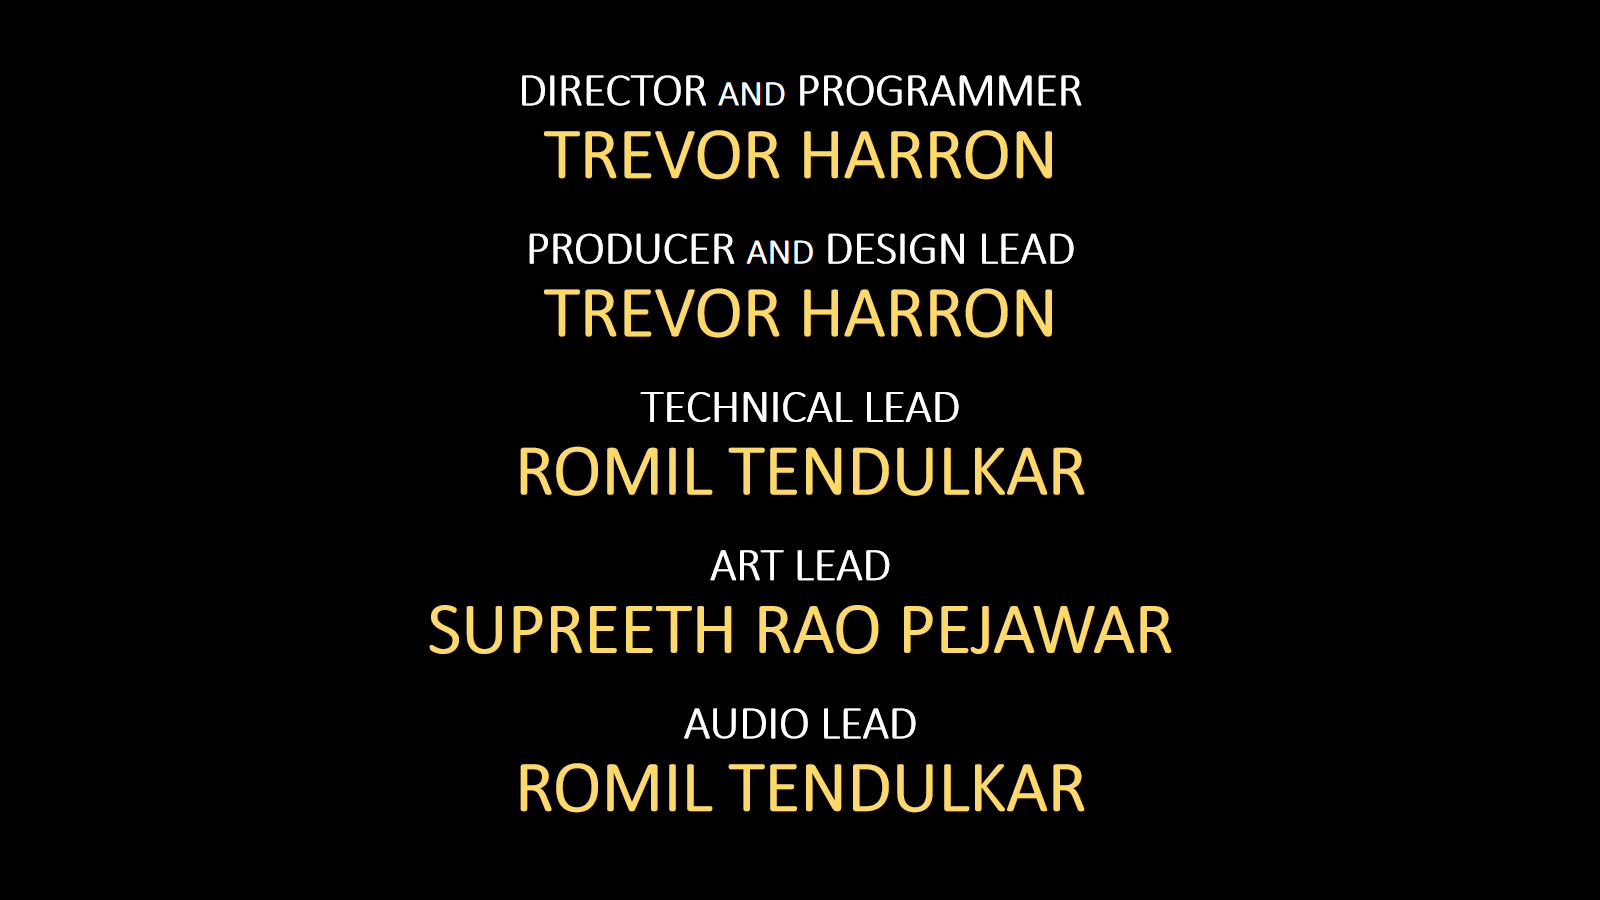 DIRECTOR AND PROGRAMMER
TREVOR HARRON
PRODUCER AND DESIGN LEAD
TREVOR HARRON
TECHNICAL LEAD
ROMIL TENDULKAR
ART LEAD
SUPREETH RAO PEJAWAR
AUDIO LEAD
ROMIL TENDULKAR